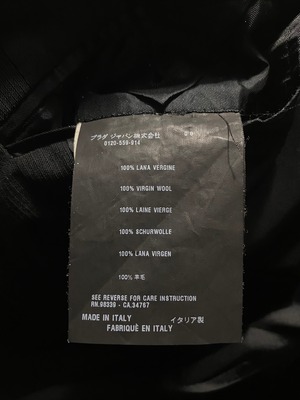 プラダ ジャパン株式会社
0120-559-914
100% LANA VERGINE
100% VIRGIN WOOL
100% LAINE VIERGE
100% SCHURWOLLE
100% LANA VIRGEN
100% 羊毛
SEE REVERSE FOR CARE INSTRUCTION
RN.98339 - CA.34767
MADE IN ITALY イタリア製
FABRIQUÉ EN ITALY